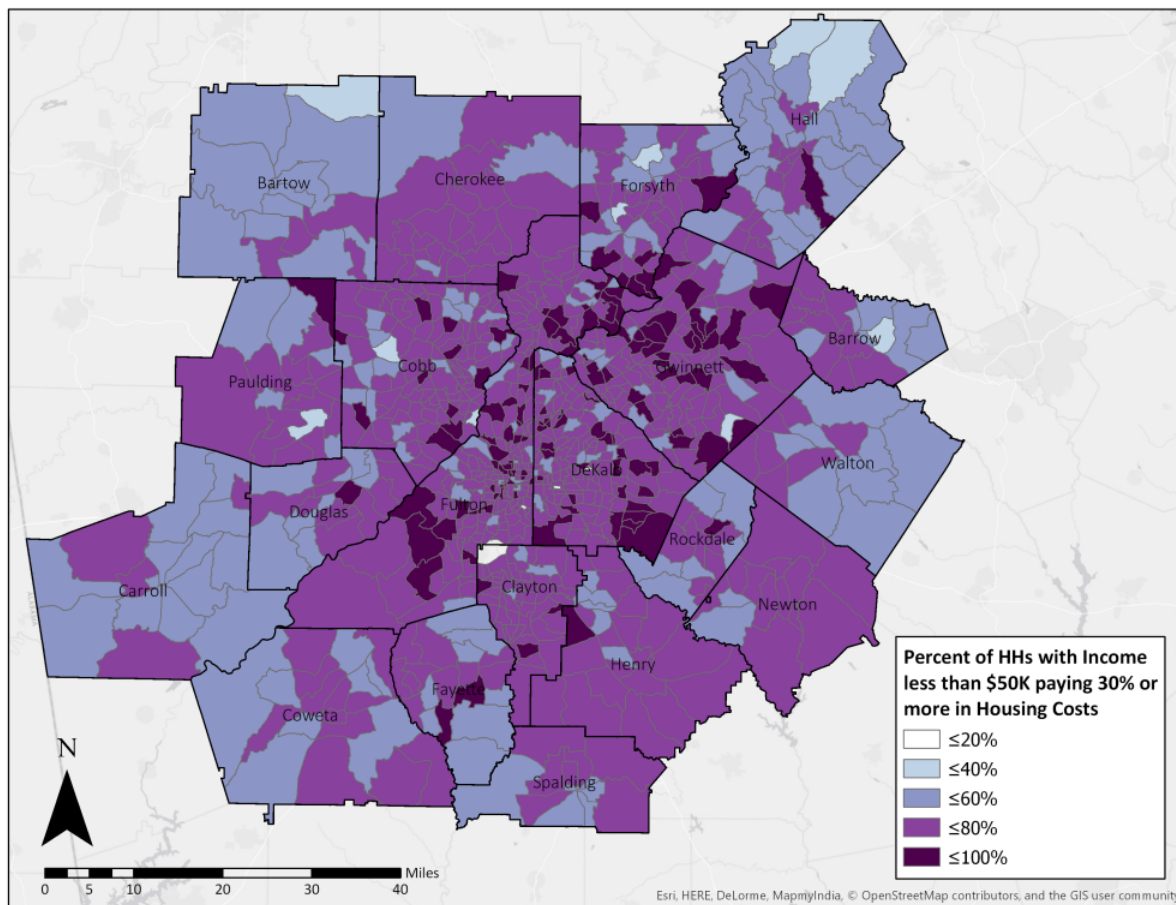 Hall
Bartow
Cherokee
Forsyth
Barrow
Cobb
Gwinnett
Paulding
Walton
DeKalb
Fulton
Douglas
Rockdale
Carroll
Clayton
Newton
Henry
Fayette
Coweta
Spalding
N
Miles
0 5 10 20 30 40
Percent of HHs with Income
less than $50K paying 30% or
more in Housing Costs
≤20%
≤40%
≤60%
≤80%
≤100%
Esri, HERE, DeLorme, MapmyIndia, © OpenStreetMap contributors, and the GIS user community